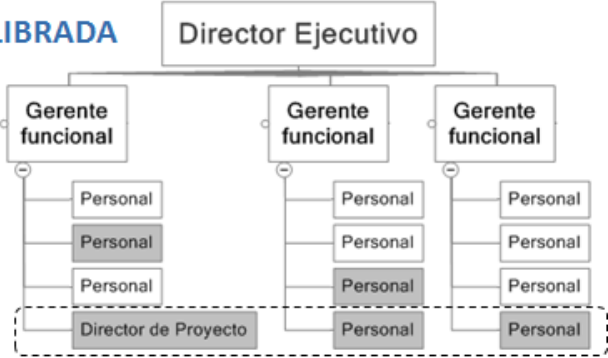 LIBRADA
Director Ejecutivo
Gerente
funcional
Gerente
funcional
Gerente
funcional
Personal
Personal
Personal
Personal
Personal
Personal
Personal
Personal
Personal
Director de Proyecto
Personal
Personal